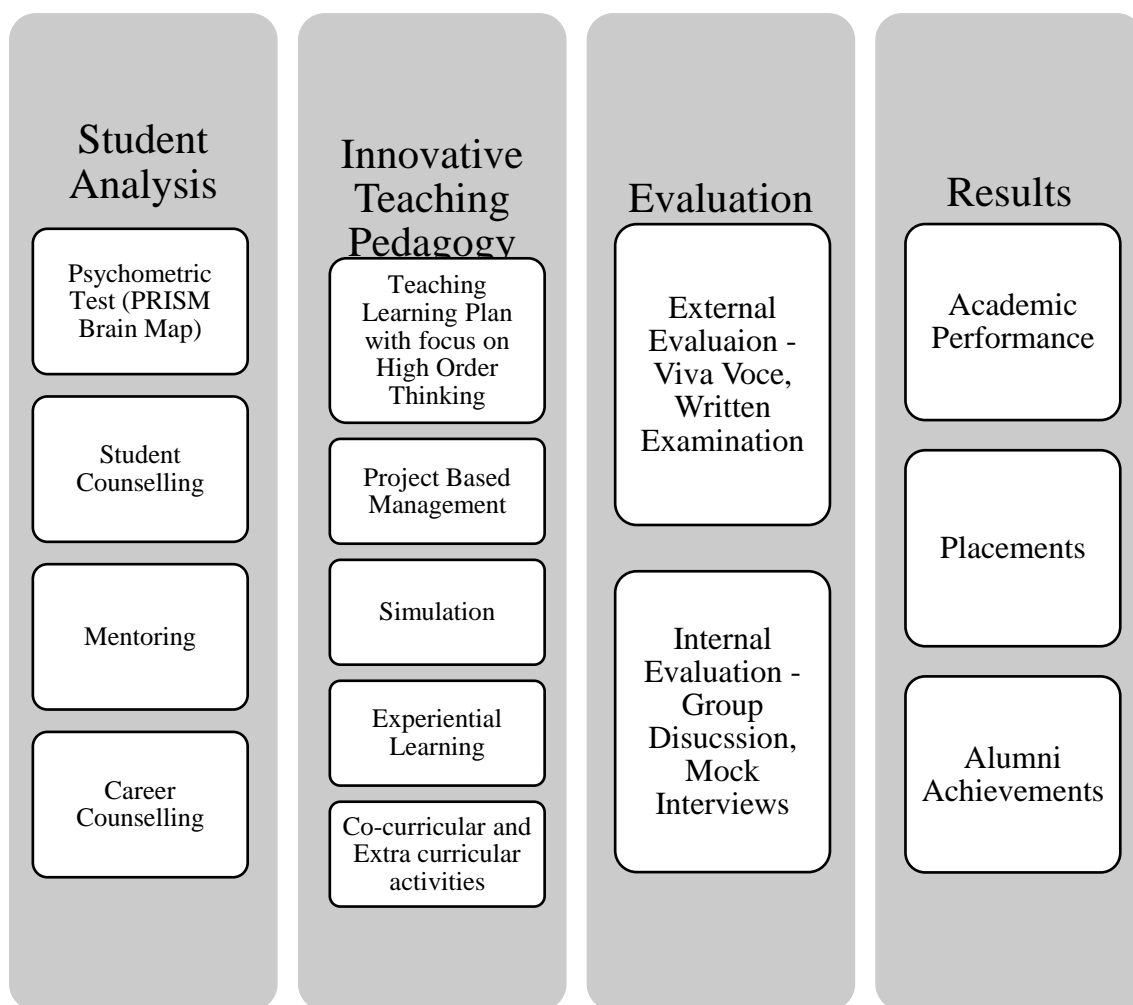 Student
Analysis
Psychometric
Test (PRISM
Brain Map)
Student
Counselling
Mentoring
Career
Counselling
Innovative
Teaching
Pedagogy
Teaching
Learning Plan
with focus on
High Order
Thinking
Project Based
Management
Simulation
Experiential
Learning
Co-curricular and
Extra curricular
activities
Evaluation
External
Evaluaion -
Viva Voce,
Written
Examination
Internal
Evaluation -
Group
Disucssion,
Mock
Interviews
Results
Academic
Performance
Placements
Alumni
Achievements